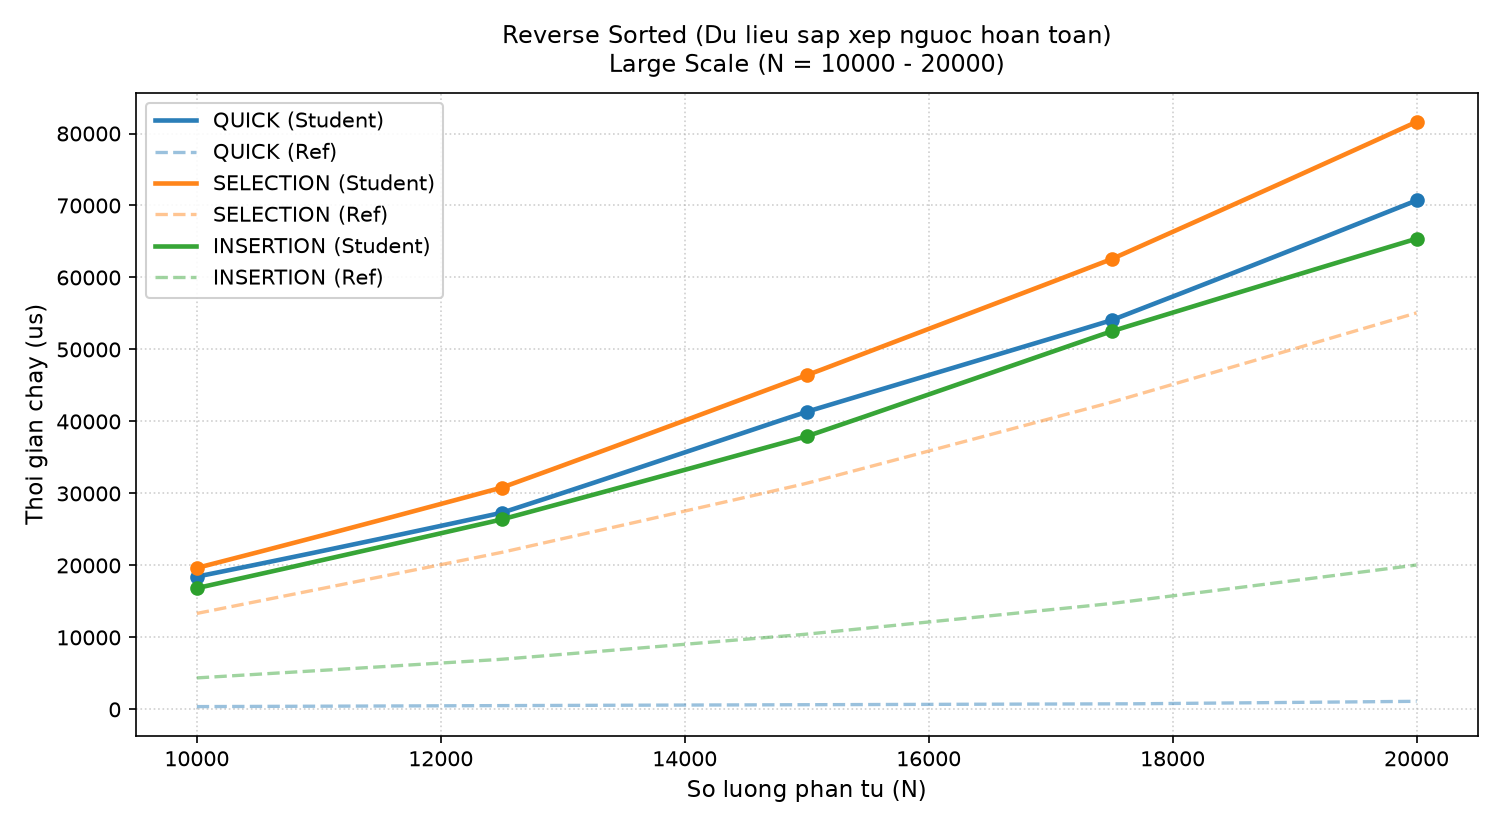 Reverse Sorted (Du lieu sap xep nguoc hoan toan)
Large Scale (N = 10000 - 20000)
QUICK (Student)
QUICK (Ref)
SELECTION (Student)
SELECTION (Ref)
INSERTION (Student)
INSERTION (Ref)
Thoi gian chay (us)
80000
70000
60000
50000
40000
30000
20000
10000
0
10000
12000
14000
16000
18000
20000
So luong phan tu (N)